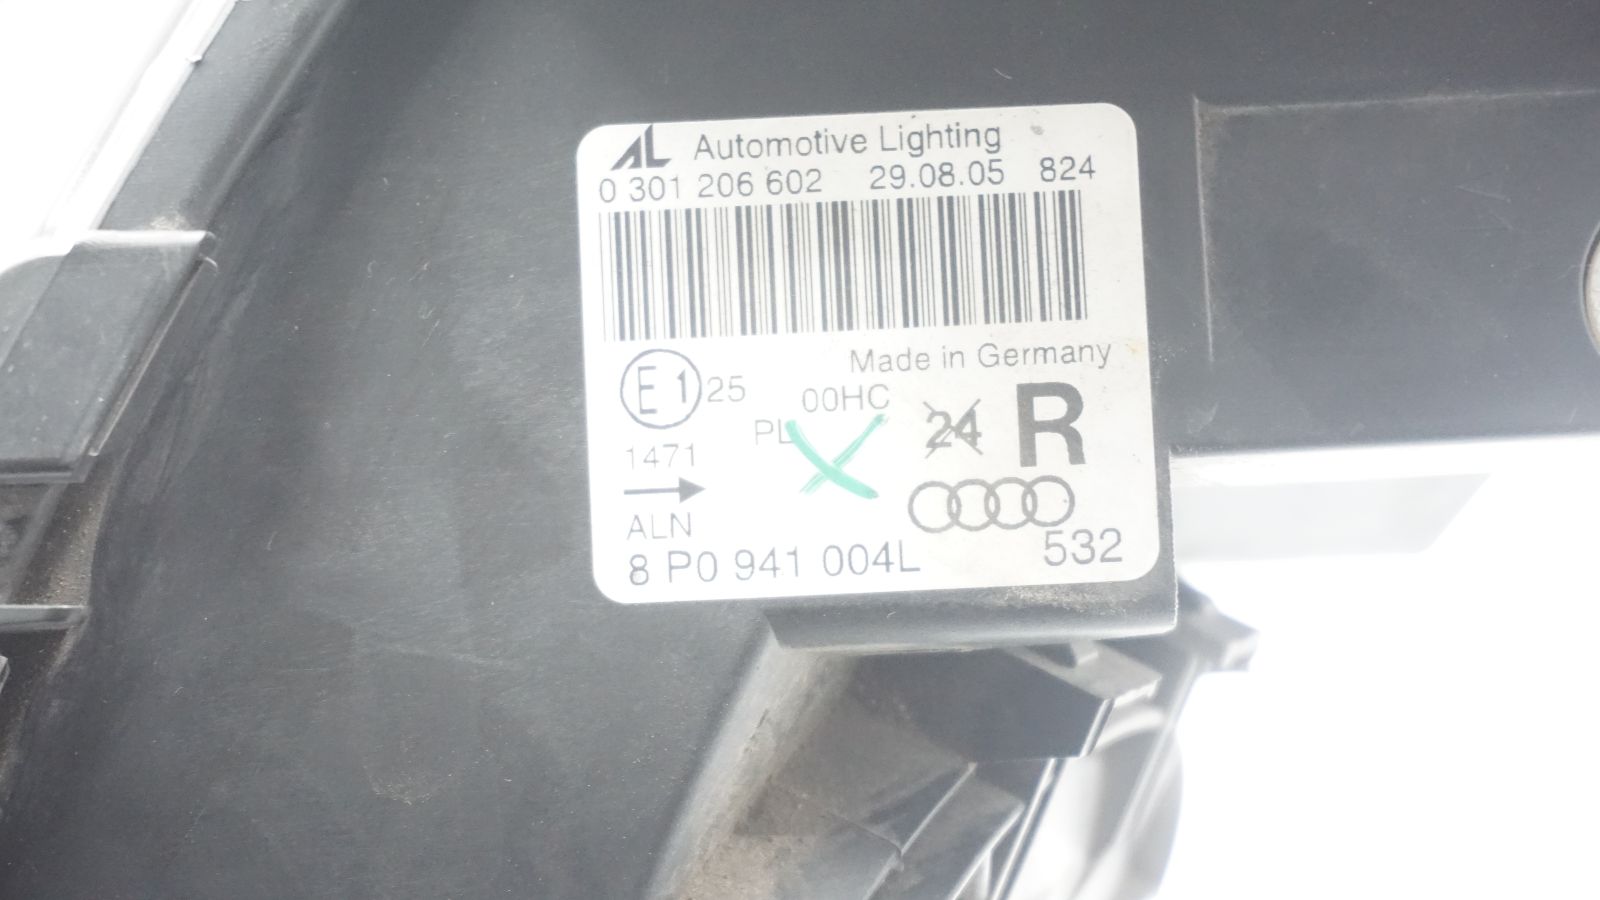 AL Automotive Lighting
0 301 206 602 29.08.05 824
Made in Germany
E1 25 00HC
PL 24 R
1471
ALN
8 P0 941 004L 532